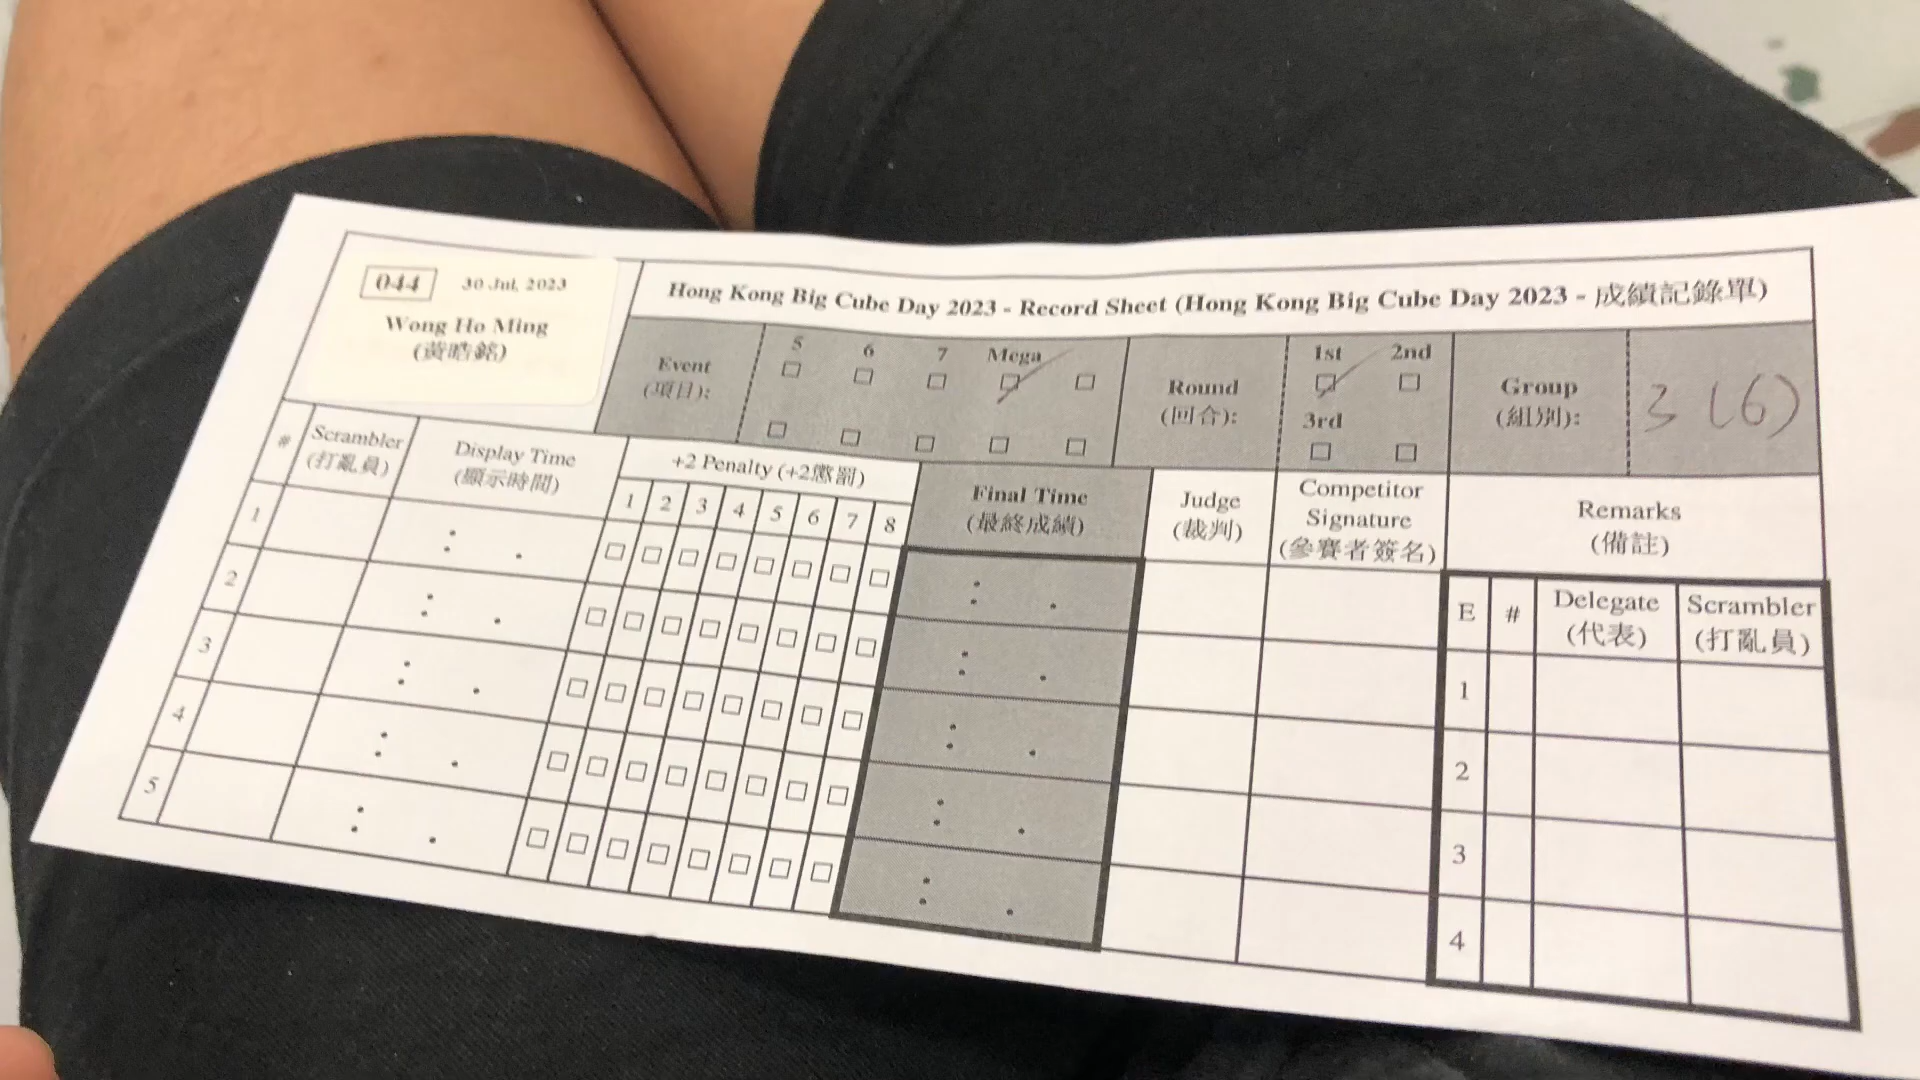 044 30 Jul, 2023
Wong Ho Ming
(黃皓銘)
Hong Kong Big Cube Day 2023 - Record Sheet (Hong Kong Big Cube Day 2023 - 成績記錄單)
Event
(項目):
5 6 7 Mega
Round
(回合):
1st 2nd
3rd
Group
(組別):
3 (6)
#
Scrambler
(打亂員)
Display Time
(顯示時間)
+2 Penalty (+2懲罰)
1 2 3 4 5 6 7 8
Final Time
(最終成績)
Judge
(裁判)
Competitor
Signature
(參賽者簽名)
Remarks
(備註)
1 : . : .
2 : . : .
3 : . : .
4 : . : .
5 : . : .
E #
Delegate
(代表)
Scrambler
(打亂員)
1
2
3
4